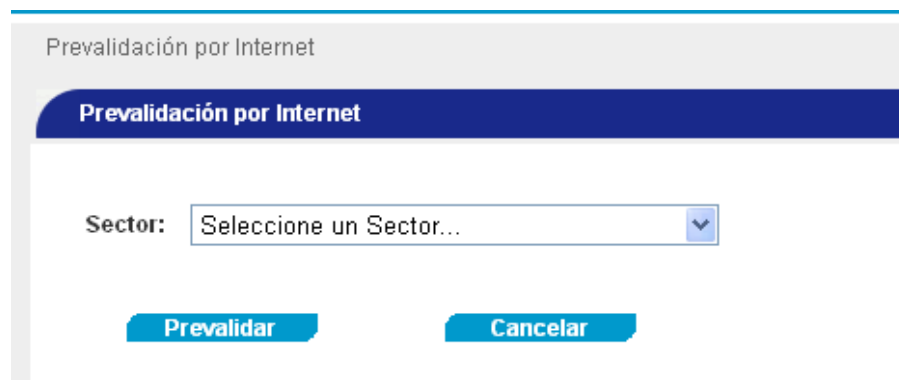 Prevalidación por Internet
Prevalidación por Internet
Sector: Seleccione un Sector...
Prevalidar Cancelar